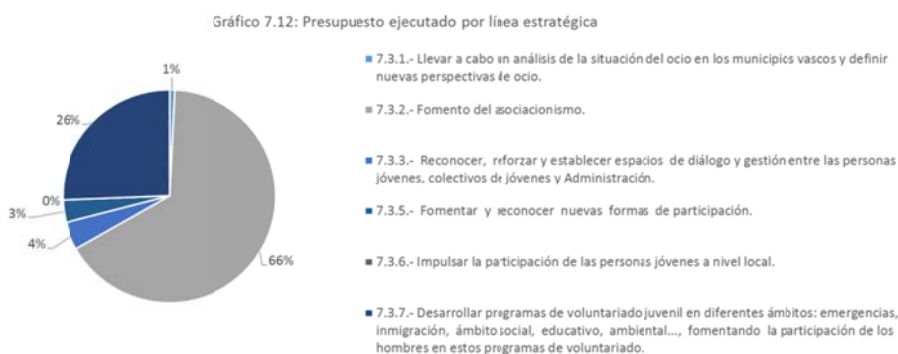 Gráfico 7.12: Presupuesto ejecutado por línea estratégica
1%
26%
0%
3%
4%
66%
7.3.1.- Llevar a cabo un análisis de la situación del ocio en los municipios vascos y definir
nuevas perspectivas de ocio.
7.3.2.- Fomento del asociacionismo.
7.3.3.- Reconocer, reforzar y establecer espacios de diálogo y gestión entre las personas
jóvenes, colectivos de jóvenes y Administración.
7.3.5.- Fomentar y reconocer nuevas formas de participación.
7.3.6.- Impulsar la participación de las personas jóvenes a nivel local.
7.3.7.- Desarrollar programas de voluntariado juvenil en diferentes ámbitos: emergencias,
inmigración, ámbito social, educativo, ambiental..., fomentando la participación de los
hombres en estos programas de voluntariado.